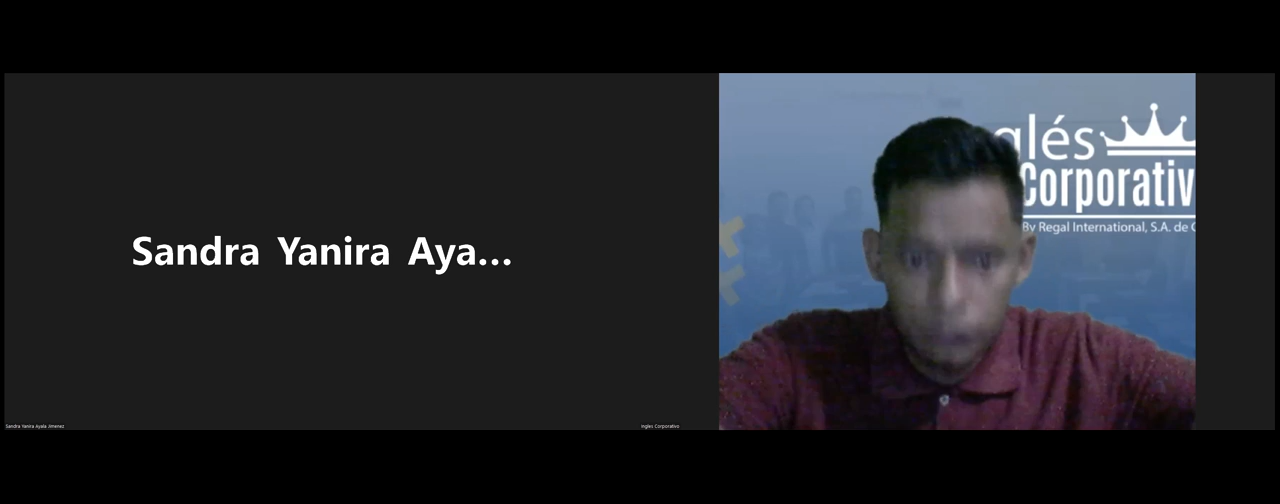 Sandra Yanira Aya...
glés
Corporativ
By Regal International, S.A. de C
Sandra Yanira Ayala Jimenez
Ingles Corporativo